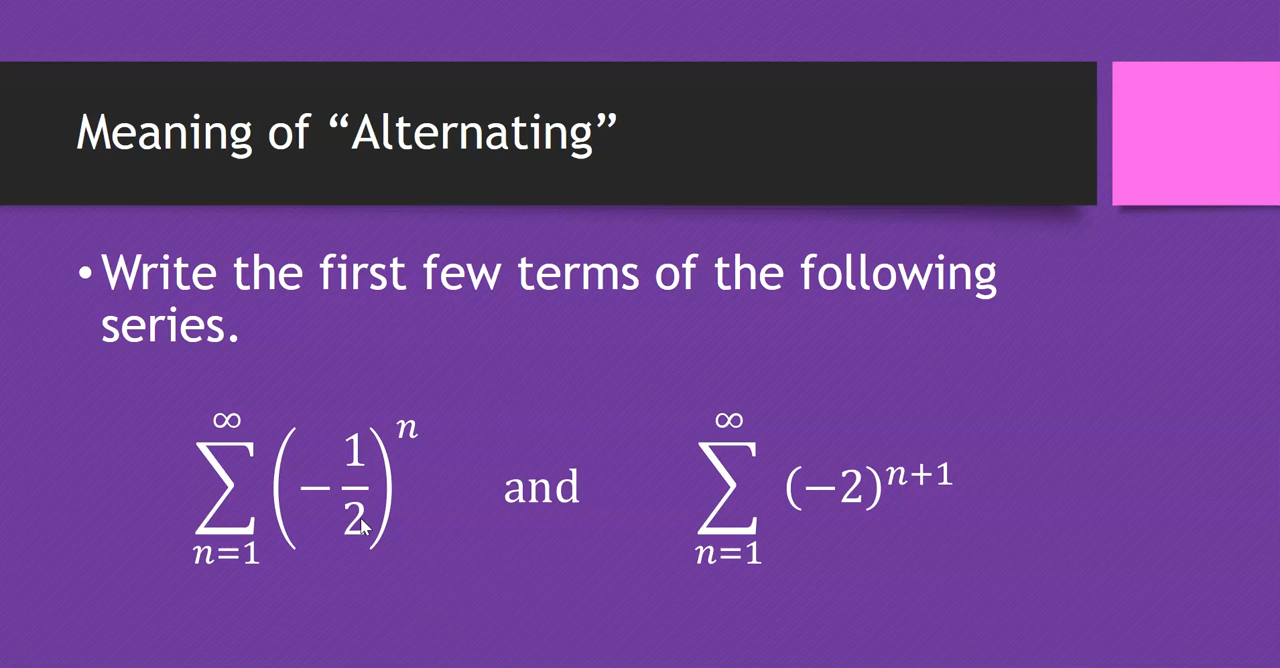 Meaning of “Alternating”
• Write the first few terms of the following
series.
∑_{n=1}^{∞} (−1/2)^n and ∑_{n=1}^{∞} (−2)^{n+1}